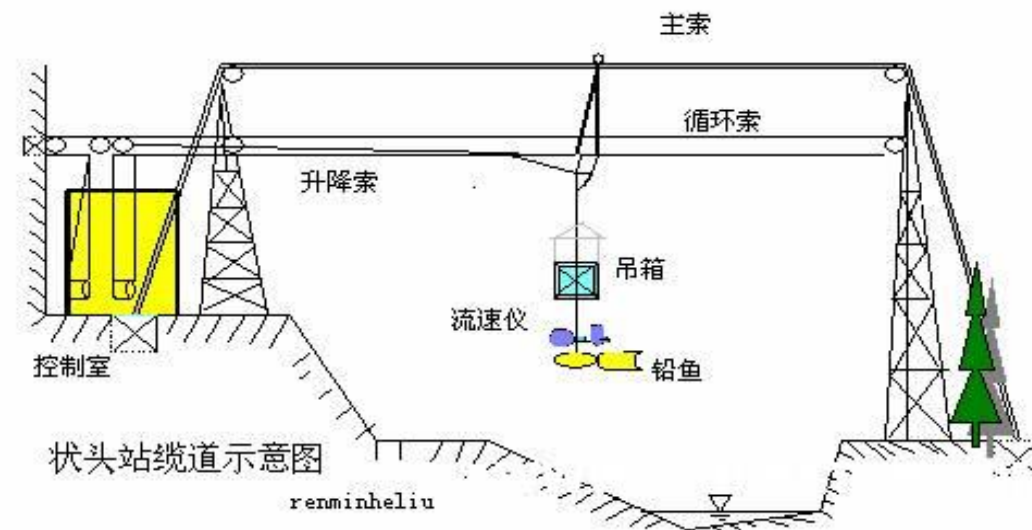 主索
循环索
升降索
吊箱
流速仪
铅鱼
控制室
状头站缆道示意图
renminheliu